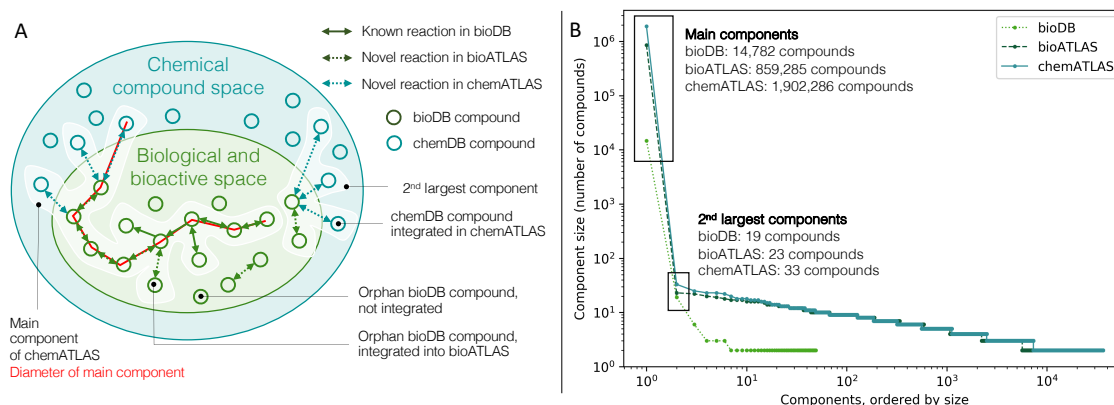 A
Known reaction in bioDB
Novel reaction in bioATLAS
Novel reaction in chemATLAS
bioDB compound
chemDB compound
Chemical
compound space
Biological and
bioactive space
2nd largest component
chemDB compound
integrated in chemATLAS
Orphan bioDB compound,
not integrated
Orphan bioDB compound,
integrated into bioATLAS
Main
component
of chemATLAS
Diameter of main component
B
Component size (number of compounds)
10^6
10^5
10^4
10^3
10^2
10^1
10^0
Main components
bioDB: 14,782 compounds
bioATLAS: 859,285 compounds
chemATLAS: 1,902,286 compounds
bioDB
bioATLAS
chemATLAS
2nd largest components
bioDB: 19 compounds
bioATLAS: 23 compounds
chemATLAS: 33 compounds
10^0
10^1
10^2
10^3
10^4
Components, ordered by size